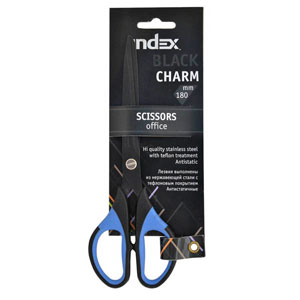 index
BLACK
CHARM
mm
180
SCISSORS
office
Hi quality stainless steel
with teflon treatment
Antistatic
Лезвия выполнены
из нержавеющей стали с
тефлоновым покрытием
Антистатичные